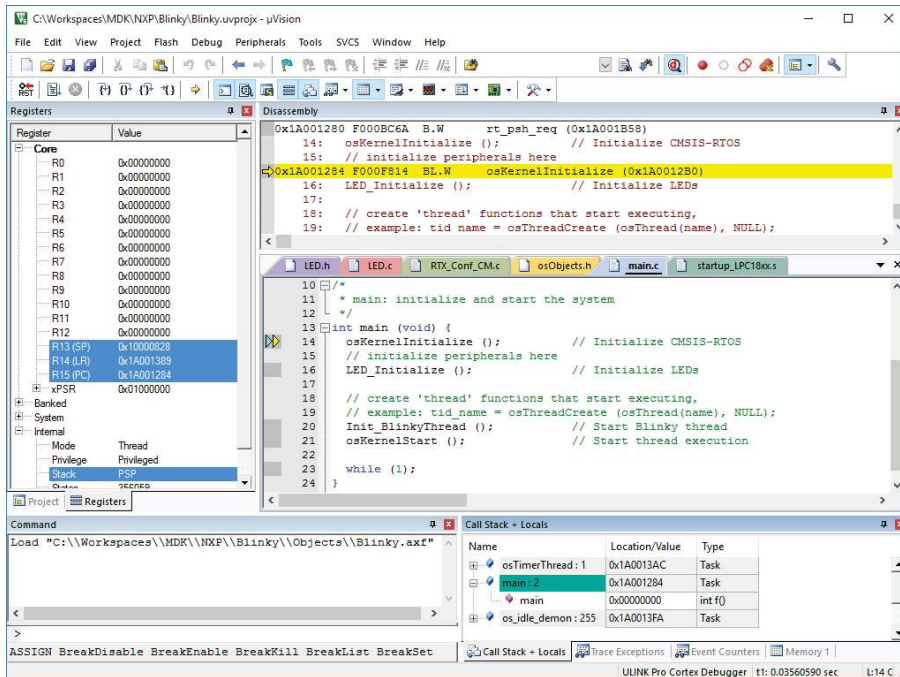 C:\Workspaces\MDK\NXP\Blinky\Blinky.uvprojx - µVision
File Edit View Project Flash Debug Peripherals Tools SVCS Window Help
RST
Registers
Register Value
Core
R0 0x00000000
R1 0x00000000
R2 0x00000000
R3 0x00000000
R4 0x00000000
R5 0x00000000
R6 0x00000000
R7 0x00000000
R8 0x00000000
R9 0x00000000
R10 0x00000000
R11 0x00000000
R12 0x00000000
R13 (SP) 0x10000828
R14 (LR) 0x1A001389
R15 (PC) 0x1A001284
xPSR 0x01000000
Banked
System
Internal
Mode Thread
Privilege Privileged
Stack PSP
States 356059
Project Registers
Disassembly
0x1A001280 F000BC6A B.W rt_psh_req (0x1A001B58)
14: osKernelInitialize (); // Initialize CMSIS-RTOS
15: // initialize peripherals here
0x1A001284 F000F814 BL.W osKernelInitialize (0x1A0012B0)
16: LED_Initialize (); // Initialize LEDs
17:
18: // create 'thread' functions that start executing,
19: // example: tid_name = osThreadCreate (osThread(name), NULL);
LED.h LED.c RTX_Conf_CM.c osObjects.h main.c startup_LPC18xx.s
10 /*
11 * main: initialize and start the system
12 */
13 int main (void) {
14 osKernelInitialize (); // Initialize CMSIS-RTOS
15 // initialize peripherals here
16 LED_Initialize (); // Initialize LEDs
17
18 // create 'thread' functions that start executing,
19 // example: tid_name = osThreadCreate (osThread(name), NULL);
20 Init_BlinkyThread (); // Start Blinky thread
21 osKernelStart (); // Start thread execution
22
23 while (1);
24 }
Command
Load "C:\\Workspaces\\MDK\\NXP\\Blinky\\Objects\\Blinky.axf"
>
ASSIGN BreakDisable BreakEnable BreakKill BreakList BreakSet
Call Stack + Locals
Name Location/Value Type
osTimerThread : 1 0x1A0013AC Task
main : 2 0x1A001284 Task
main 0x00000000 int f()
os_idle_demon : 255 0x1A0013FA Task
Call Stack + Locals Trace Exceptions Event Counters Memory 1
ULINK Pro Cortex Debugger t1: 0.03560590 sec L:14 C